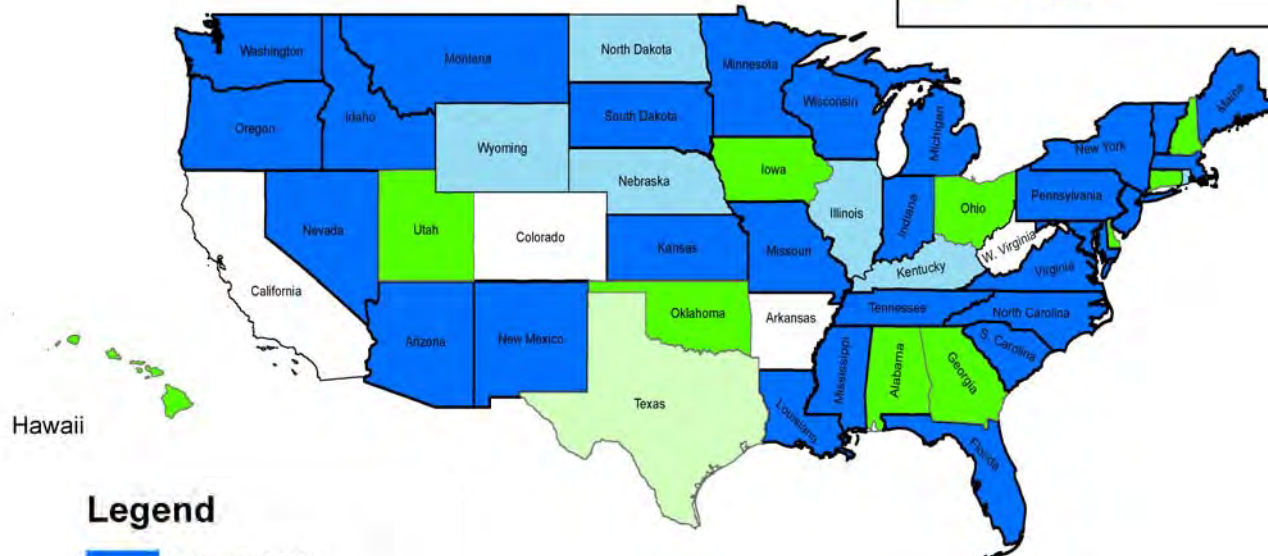 Washington
Montana
North Dakota
Minnesota
Maine
Oregon
Idaho
South Dakota
Wisconsin
Michigan
New York
Wyoming
Iowa
Nebraska
Pennsylvania
Illinois
Indiana
Ohio
Nevada
Utah
Colorado
Kansas
Missouri
W. Virginia
Kentucky
Virginia
California
Tennessee
North Carolina
Oklahoma
Arkansas
Arizona
New Mexico
S. Carolina
Mississippi
Alabama
Georgia
Texas
Louisiana
Hawaii
Florida
Legend